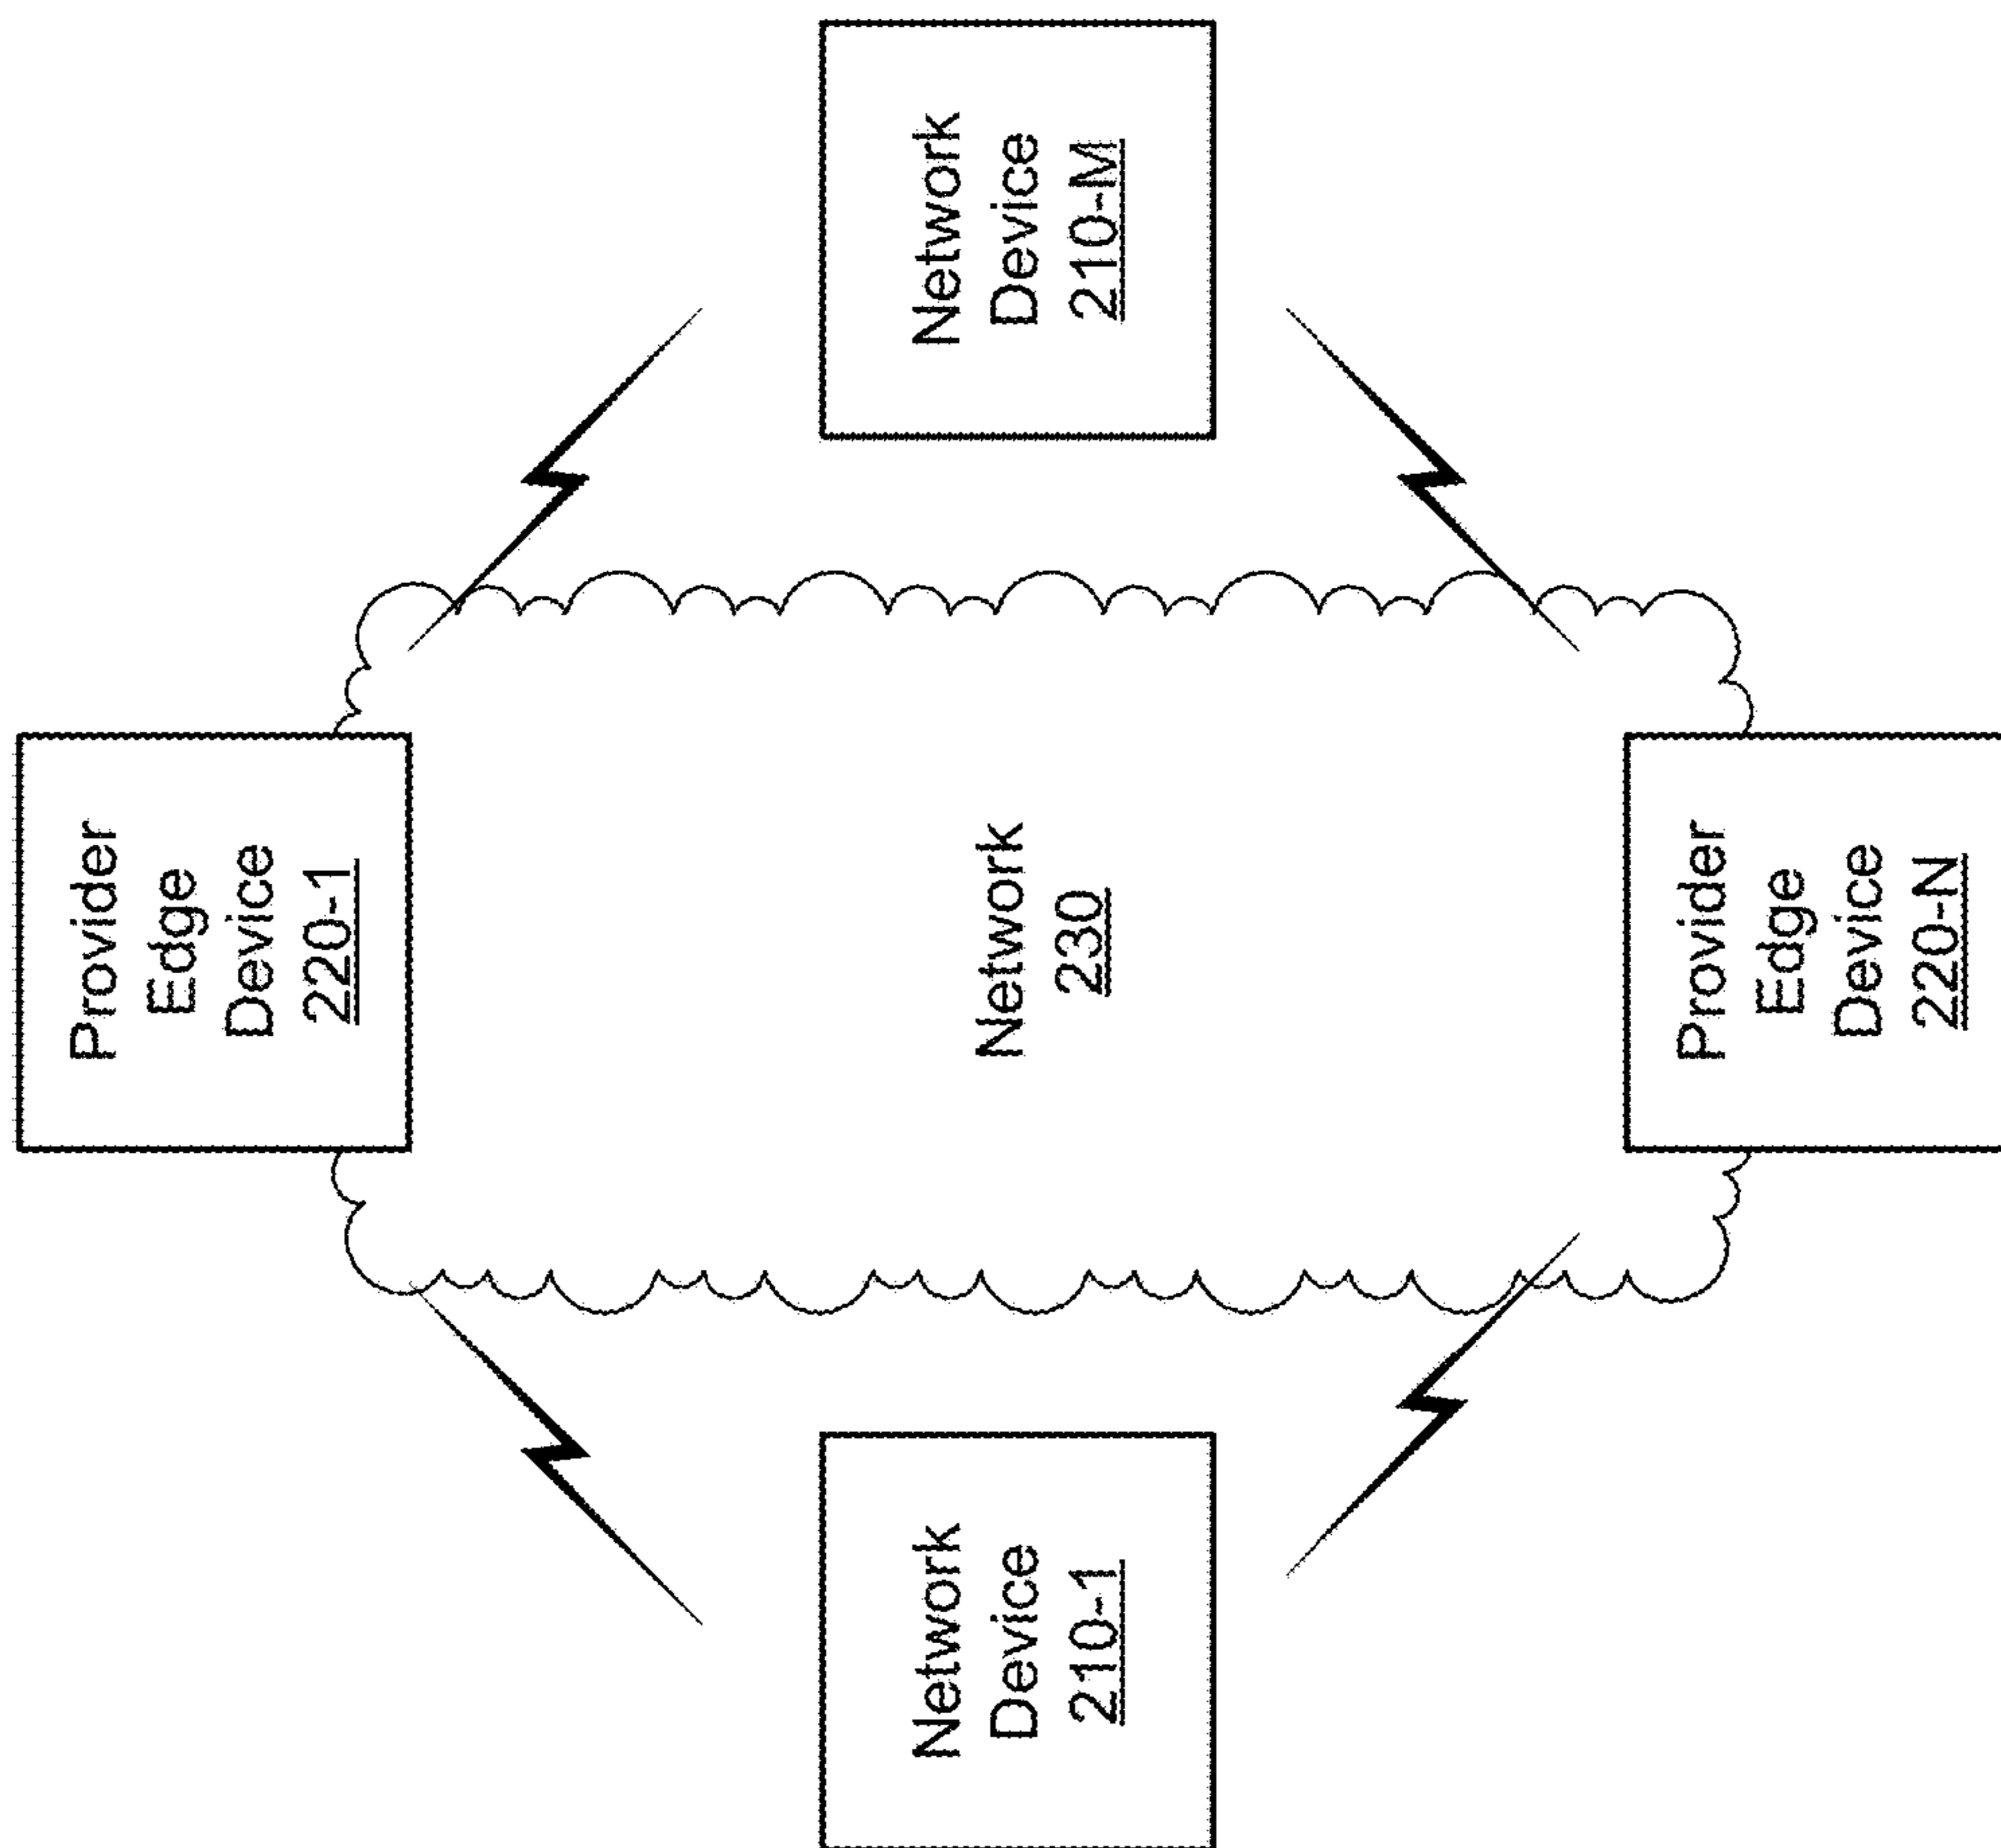 Provider
Edge
Device
220-1
Network
Device
210-1
Network
230
Network
Device
210-M
Provider
Edge
Device
220-N